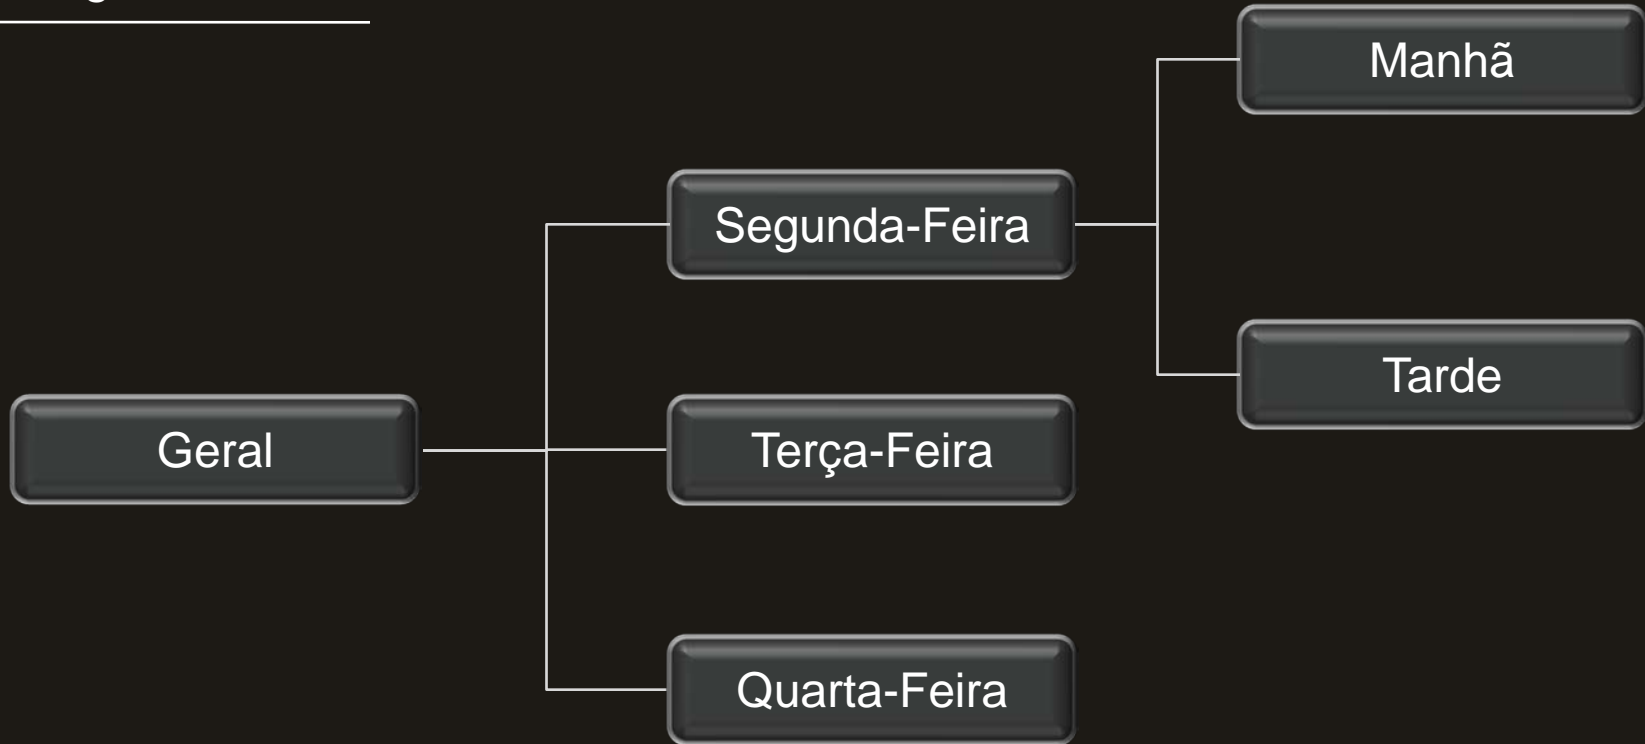 Manhã
Segunda-Feira
Tarde
Geral
Terça-Feira
Quarta-Feira